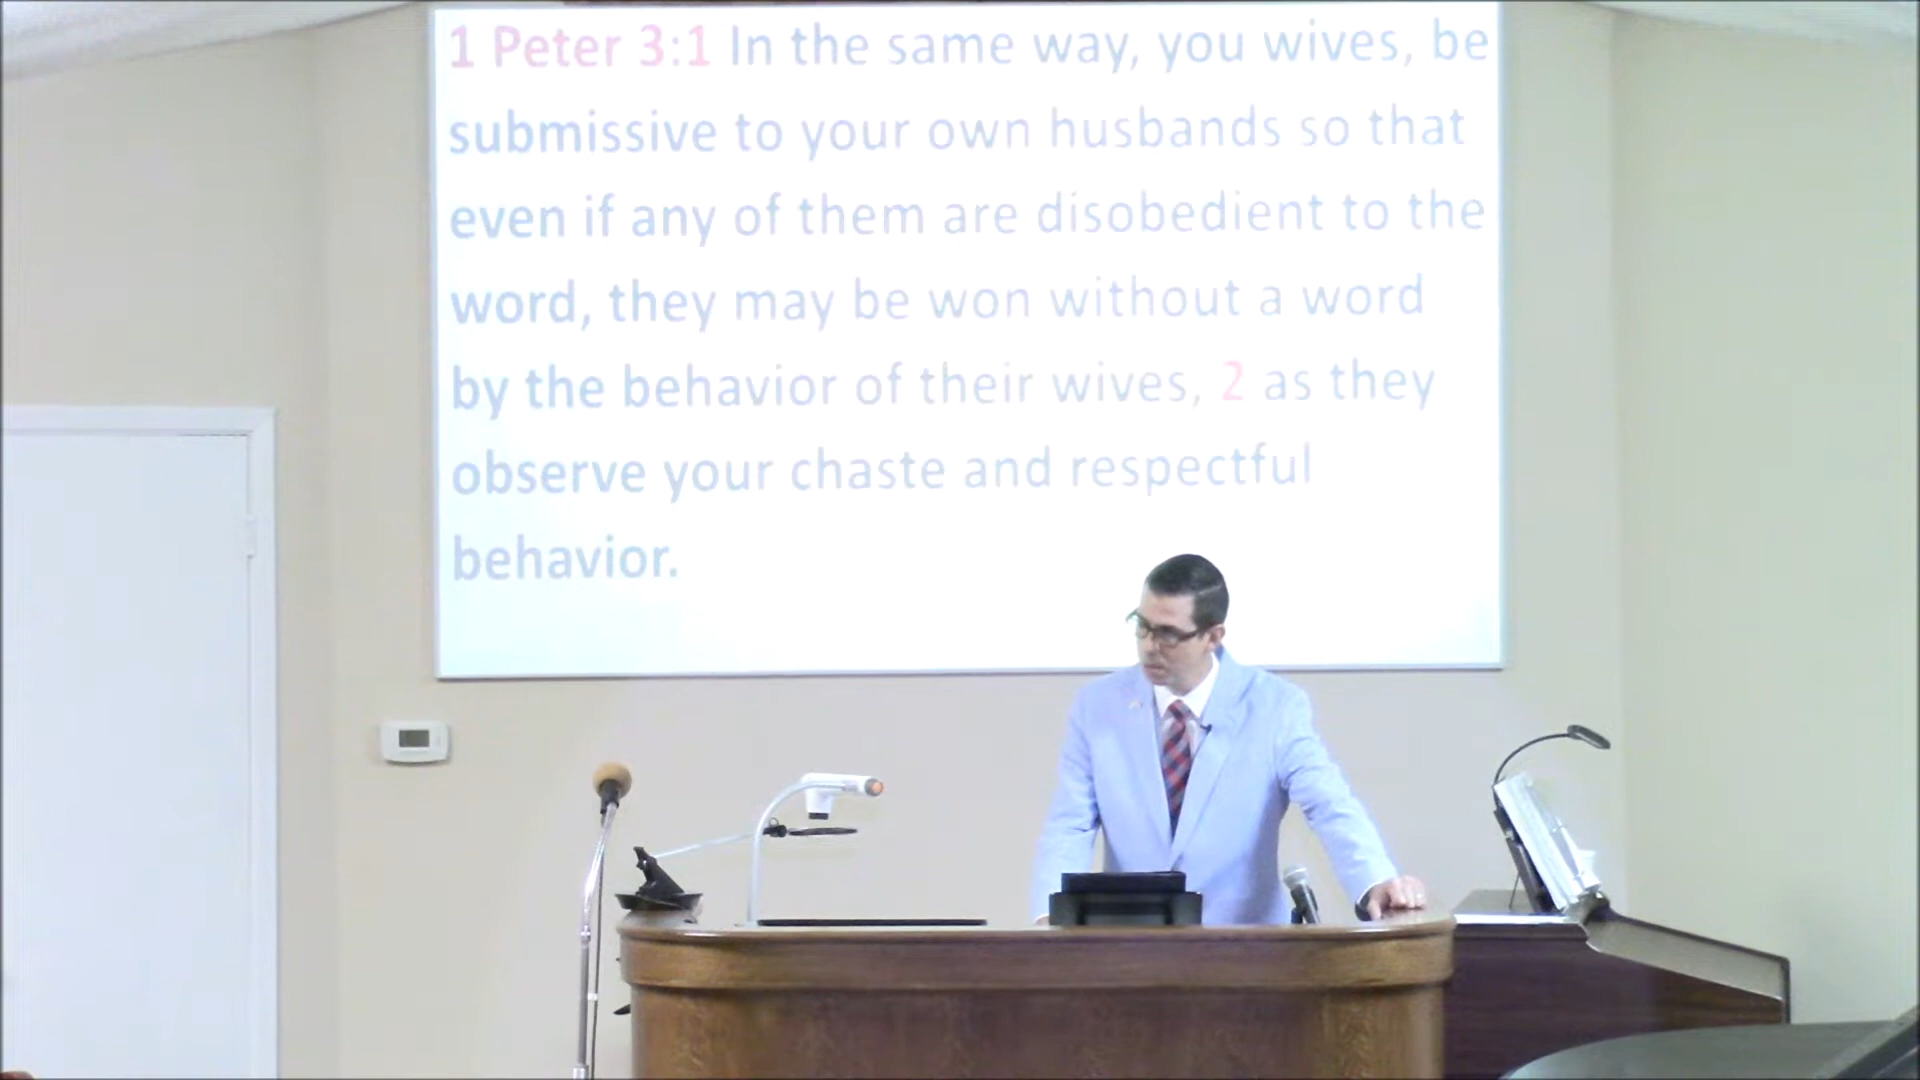 1 Peter 3:1 In the same way, you wives, be
submissive to your own husbands so that
even if any of them are disobedient to the
word, they may be won without a word
by the behavior of their wives, 2 as they
observe your chaste and respectful
behavior.